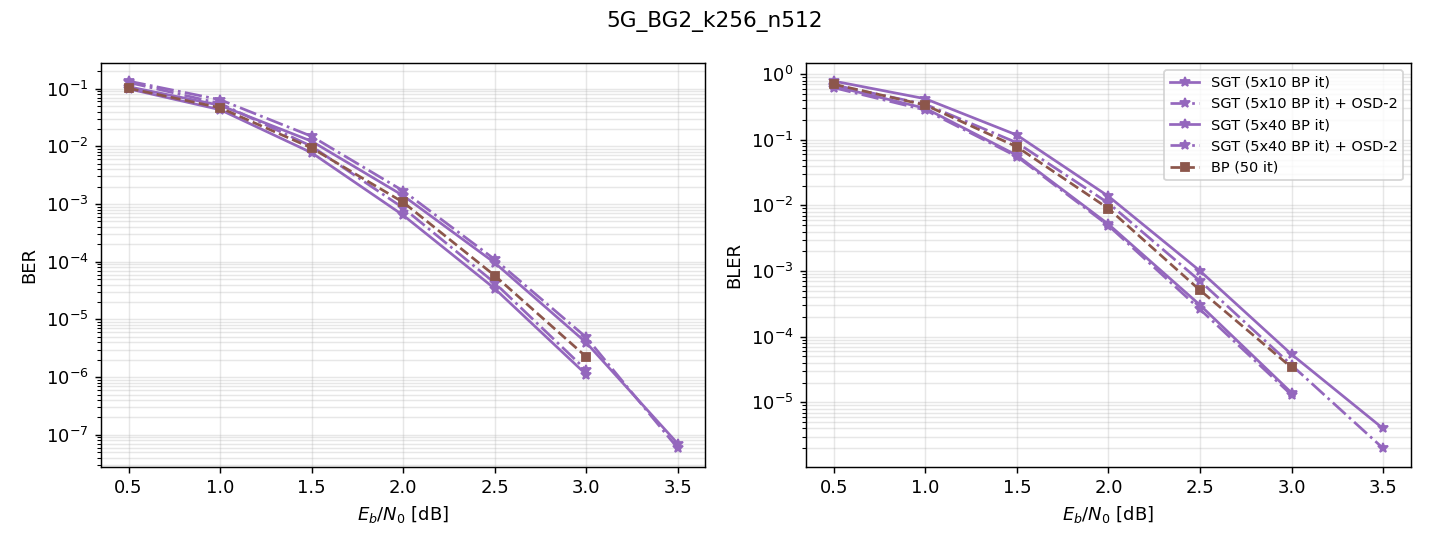 5G_BG2_k256_n512
BER
10⁻¹
10⁻²
10⁻³
10⁻⁴
10⁻⁵
10⁻⁶
10⁻⁷
0.5 1.0 1.5 2.0 2.5 3.0 3.5
E_b/N_0 [dB]
BLER
10⁰
10⁻¹
10⁻²
10⁻³
10⁻⁴
10⁻⁵
0.5 1.0 1.5 2.0 2.5 3.0 3.5
E_b/N_0 [dB]
SGT (5x10 BP it)
SGT (5x10 BP it) + OSD-2
SGT (5x40 BP it)
SGT (5x40 BP it) + OSD-2
BP (50 it)